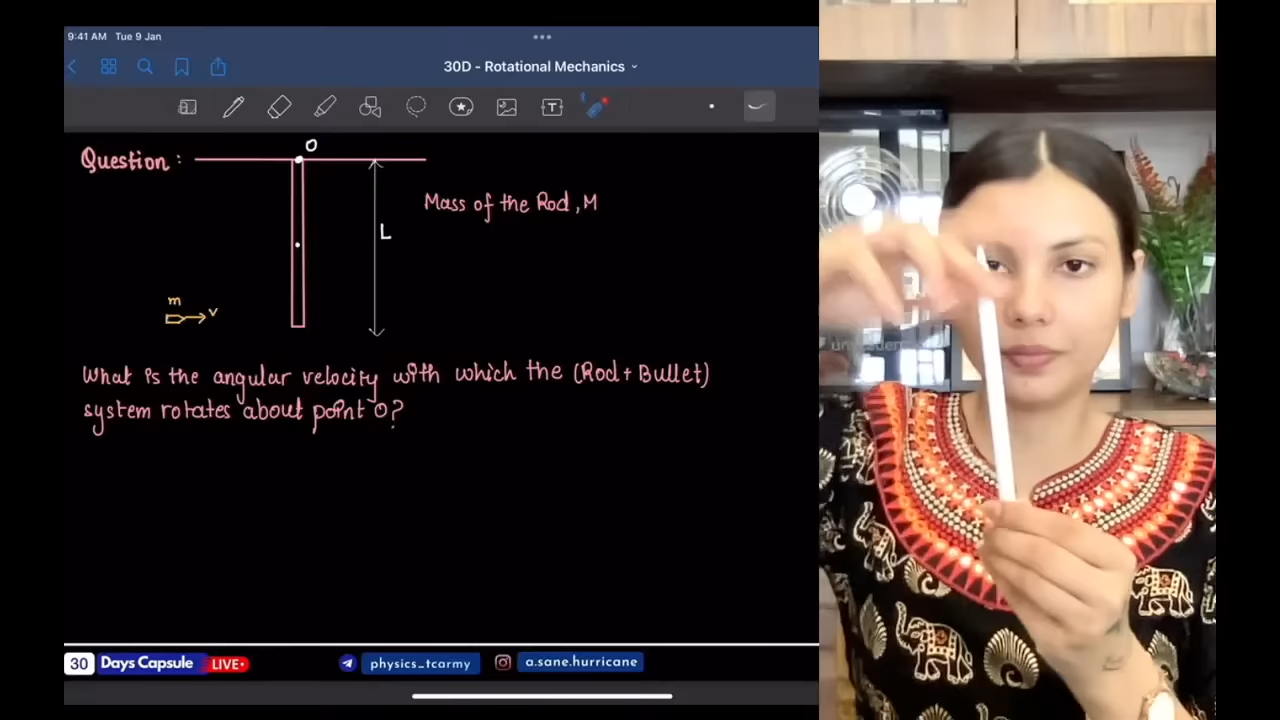 9:41 AM Tue 9 Jan
30D - Rotational Mechanics
Question :
O
Mass of the Rod, M
L
m
v
What is the angular velocity with which the (Rod + Bullet)
system rotates about point O?
30 Days Capsule LIVE
physics_tcarmy
a.sane.hurricane